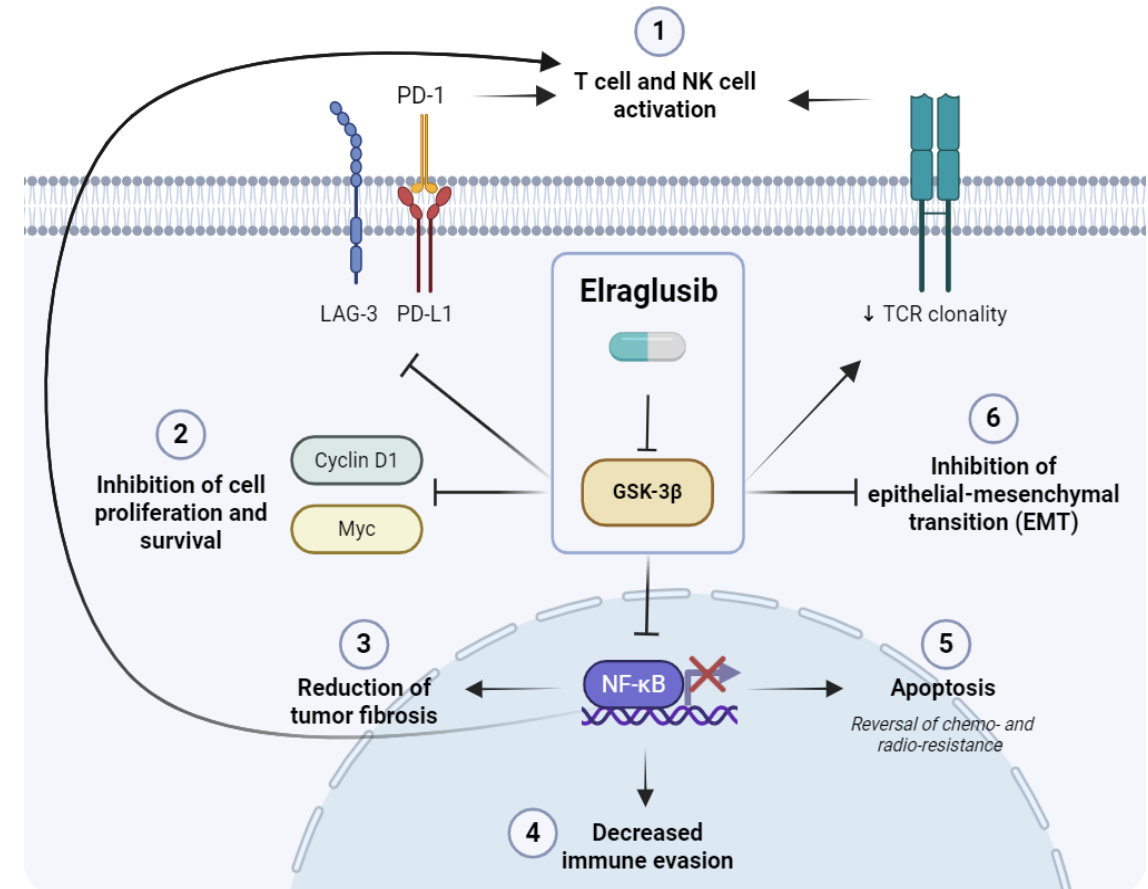 1
T cell and NK cell
activation
PD-1
LAG-3
PD-L1
Elraglusib
↓ TCR clonality
GSK-3β
2
Inhibition of cell
proliferation and
survival
Cyclin D1
Myc
6
Inhibition of
epithelial-mesenchymal
transition (EMT)
3
Reduction of
tumor fibrosis
NF-κB
5
Apoptosis
Reversal of chemo- and
radio-resistance
4
Decreased
immune evasion